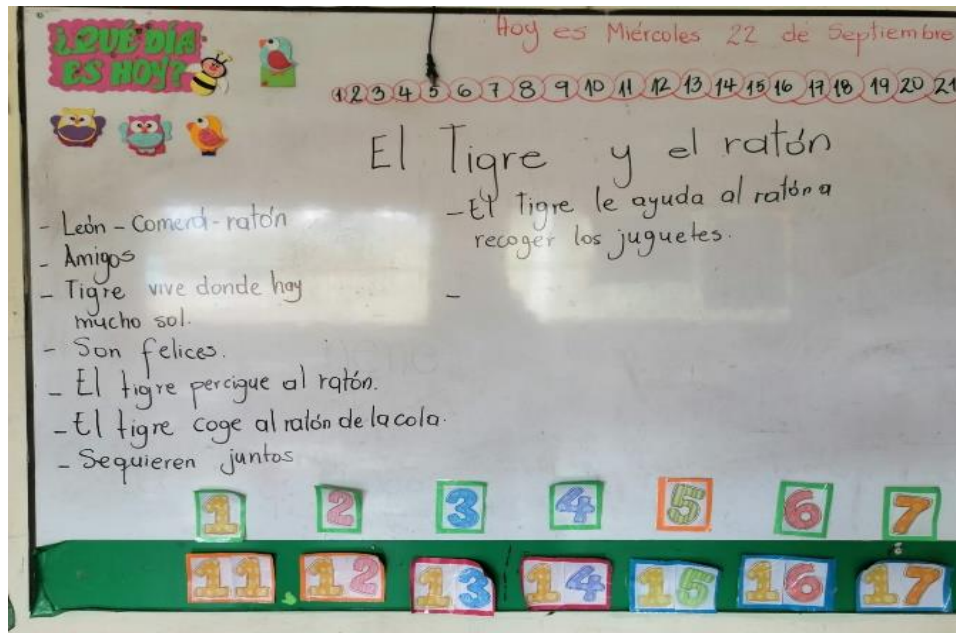 ¿QUÉ DÍA
ES HOY?
Hoy es Miércoles 22 de Septiembre
1 2 3 4 5 6 7 8 9 10 11 12 13 14 15 16 17 18 19 20 21
El Tigre y el ratón
- León - Comerá - ratón
- Amigos
- Tigre vive donde hay
mucho sol.
- Son felices.
- El tigre percigue al ratón.
- El tigre coge al ratón de la cola.
- Sequieren juntos
- El Tigre le ayuda al ratón a
recoger los juguetes.
-
1 2 3 4 5 6 7
11 12 13 14 15 16 17